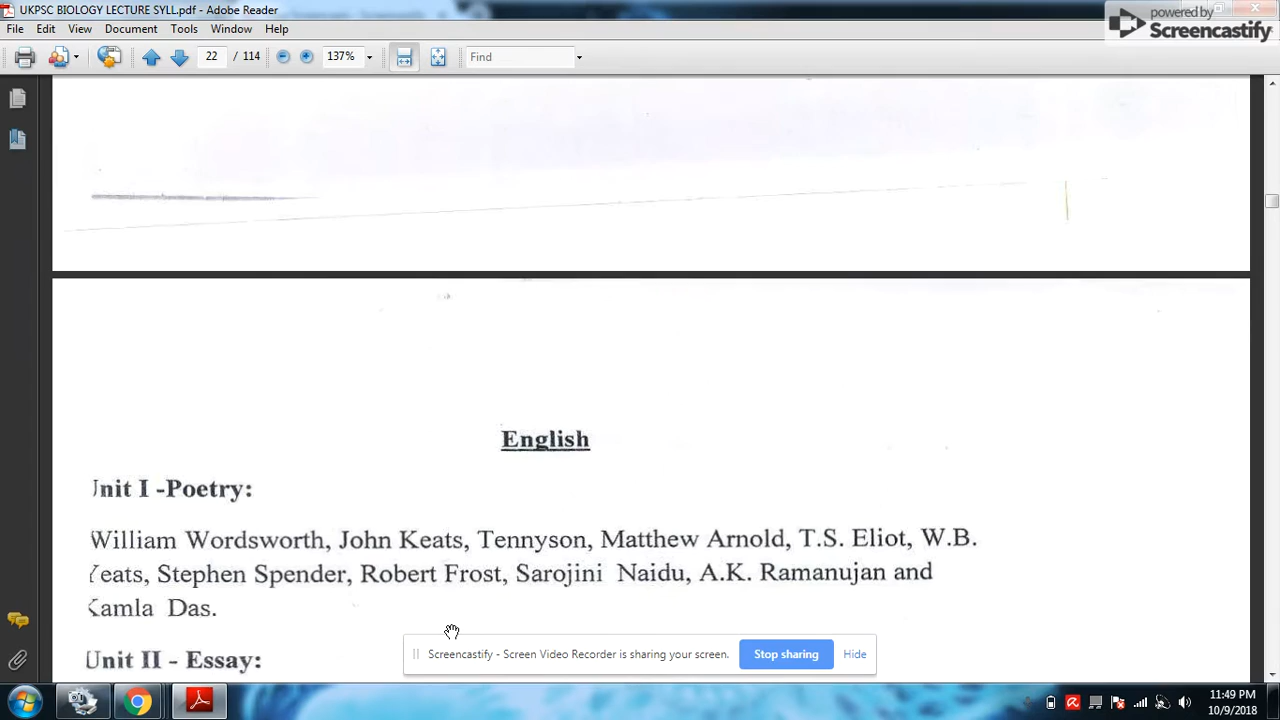 UKPSC BIOLOGY LECTURE SYLL.pdf - Adobe Reader
powered by
Screencastify
File Edit View Document Tools Window Help
22 / 114 137% Find
English
Unit I -Poetry:
William Wordsworth, John Keats, Tennyson, Matthew Arnold, T.S. Eliot, W.B.
Yeats, Stephen Spender, Robert Frost, Sarojini Naidu, A.K. Ramanujan and
Kamla Das.
Unit II - Essay:
Screencastify - Screen Video Recorder is sharing your screen. Stop sharing Hide
11:49 PM
10/9/2018